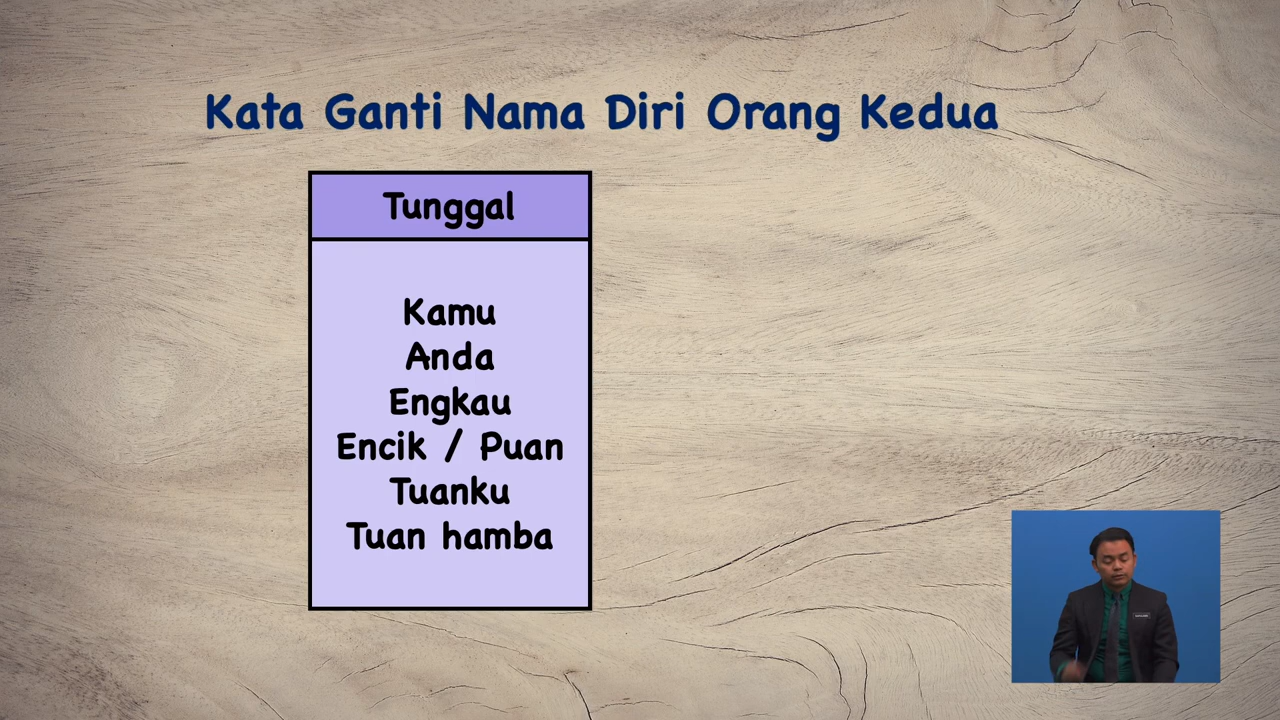 Kata Ganti Nama Diri Orang Kedua
Tunggal
Kamu
Anda
Engkau
Encik / Puan
Tuanku
Tuan hamba